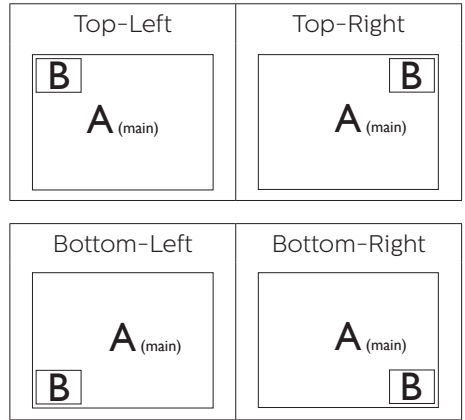 Top-Left
Top-Right
B
A (main)
B
A (main)
Bottom-Left
Bottom-Right
A (main)
B
A (main)
B